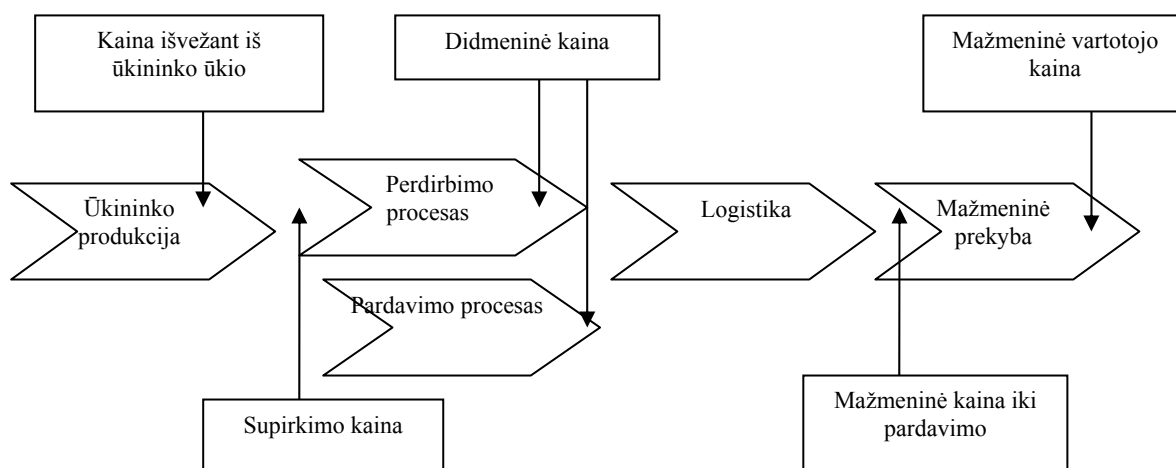 Kaina išvežant iš
ūkininko ūkio
Didmeninė kaina
Mažmeninė vartotojo
kaina
Ūkininko
produkcija
Perdirbimo
procesas
Logistika
Mažmeninė
prekyba
Pardavimo procesas
Supirkimo kaina
Mažmeninė kaina iki
pardavimo